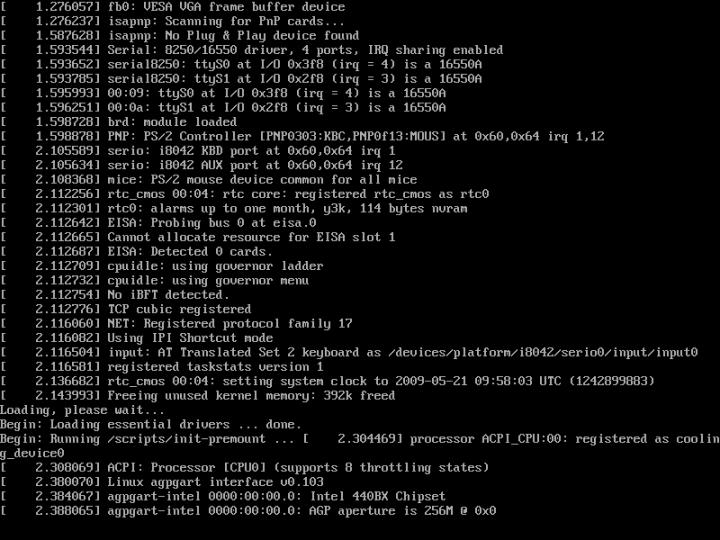 [    1.276057] fb0: VESA VGA frame buffer device
[    1.276237] isapnp: Scanning for PnP cards...
[    1.587628] isapnp: No Plug & Play device found
[    1.593544] Serial: 8250/16550 driver, 4 ports, IRQ sharing enabled
[    1.593652] serial8250: ttyS0 at I/O 0x3f8 (irq = 4) is a 16550A
[    1.593785] serial8250: ttyS1 at I/O 0x2f8 (irq = 3) is a 16550A
[    1.595993] 00:09: ttyS0 at I/O 0x3f8 (irq = 4) is a 16550A
[    1.596251] 00:0a: ttyS1 at I/O 0x2f8 (irq = 3) is a 16550A
[    1.598728] brd: module loaded
[    1.598878] PNP: PS/2 Controller [PNP0303:KBC,PNP0f13:MOUS] at 0x60,0x64 irq 1,12
[    2.105589] serio: i8042 KBD port at 0x60,0x64 irq 1
[    2.105634] serio: i8042 AUX port at 0x60,0x64 irq 12
[    2.108368] mice: PS/2 mouse device common for all mice
[    2.112256] rtc_cmos 00:04: rtc core: registered rtc_cmos as rtc0
[    2.112301] rtc0: alarms up to one month, y3k, 114 bytes nvram
[    2.112642] EISA: Probing bus 0 at eisa.0
[    2.112665] Cannot allocate resource for EISA slot 1
[    2.112687] EISA: Detected 0 cards.
[    2.112709] cpuidle: using governor ladder
[    2.112732] cpuidle: using governor menu
[    2.112754] No iBFT detected.
[    2.112776] TCP cubic registered
[    2.116060] NET: Registered protocol family 17
[    2.116082] Using IPI Shortcut mode
[    2.116504] input: AT Translated Set 2 keyboard as /devices/platform/i8042/serio0/input/input0
[    2.116581] registered taskstats version 1
[    2.136682] rtc_cmos 00:04: setting system clock to 2009-05-21 09:58:03 UTC (1242899883)
[    2.143993] Freeing unused kernel memory: 392k freed
Loading, please wait...
Begin: Loading essential drivers ... done.
Begin: Running /scripts/init-premount ... [    2.304469] processor ACPI_CPU:00: registered as coolin
g_device0
[    2.308069] ACPI: Processor [CPU0] (supports 8 throttling states)
[    2.380070] Linux agpgart interface v0.103
[    2.384067] agpgart-intel 0000:00:00.0: Intel 440BX Chipset
[    2.388065] agpgart-intel 0000:00:00.0: AGP aperture is 256M @ 0x0